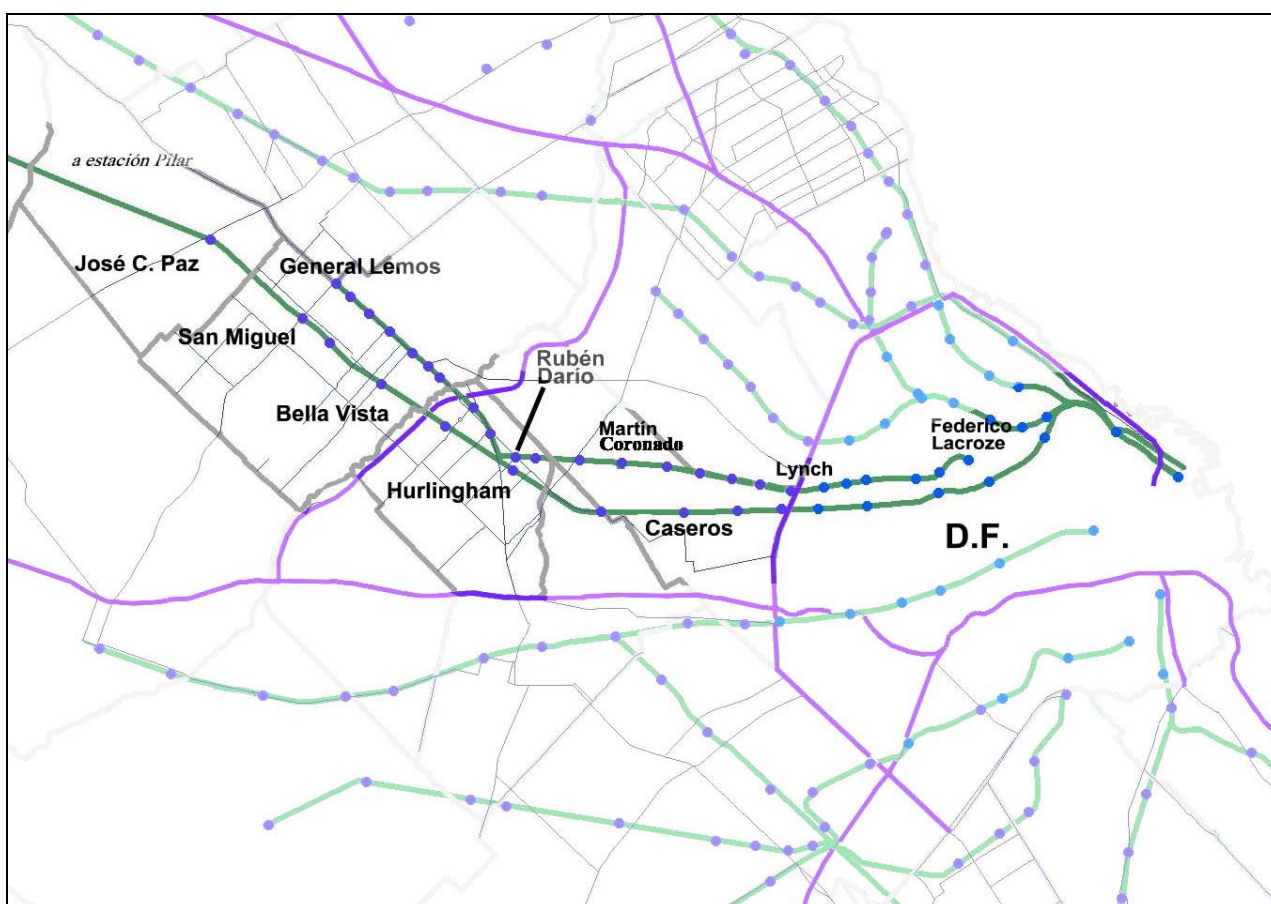 a estación Pilar
José C. Paz
General Lemos
San Miguel
Rubén
Darío
Bella Vista
Martín
Coronado
Federico
Lacroze
Lynch
Hurlingham
Caseros
D.F.